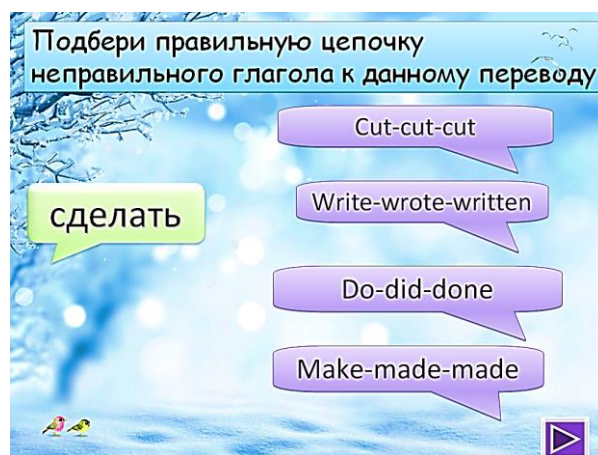 Подбери правильную цепочку
неправильного глагола к данному переводу
Cut-cut-cut
сделать
Write-wrote-written
Do-did-done
Make-made-made